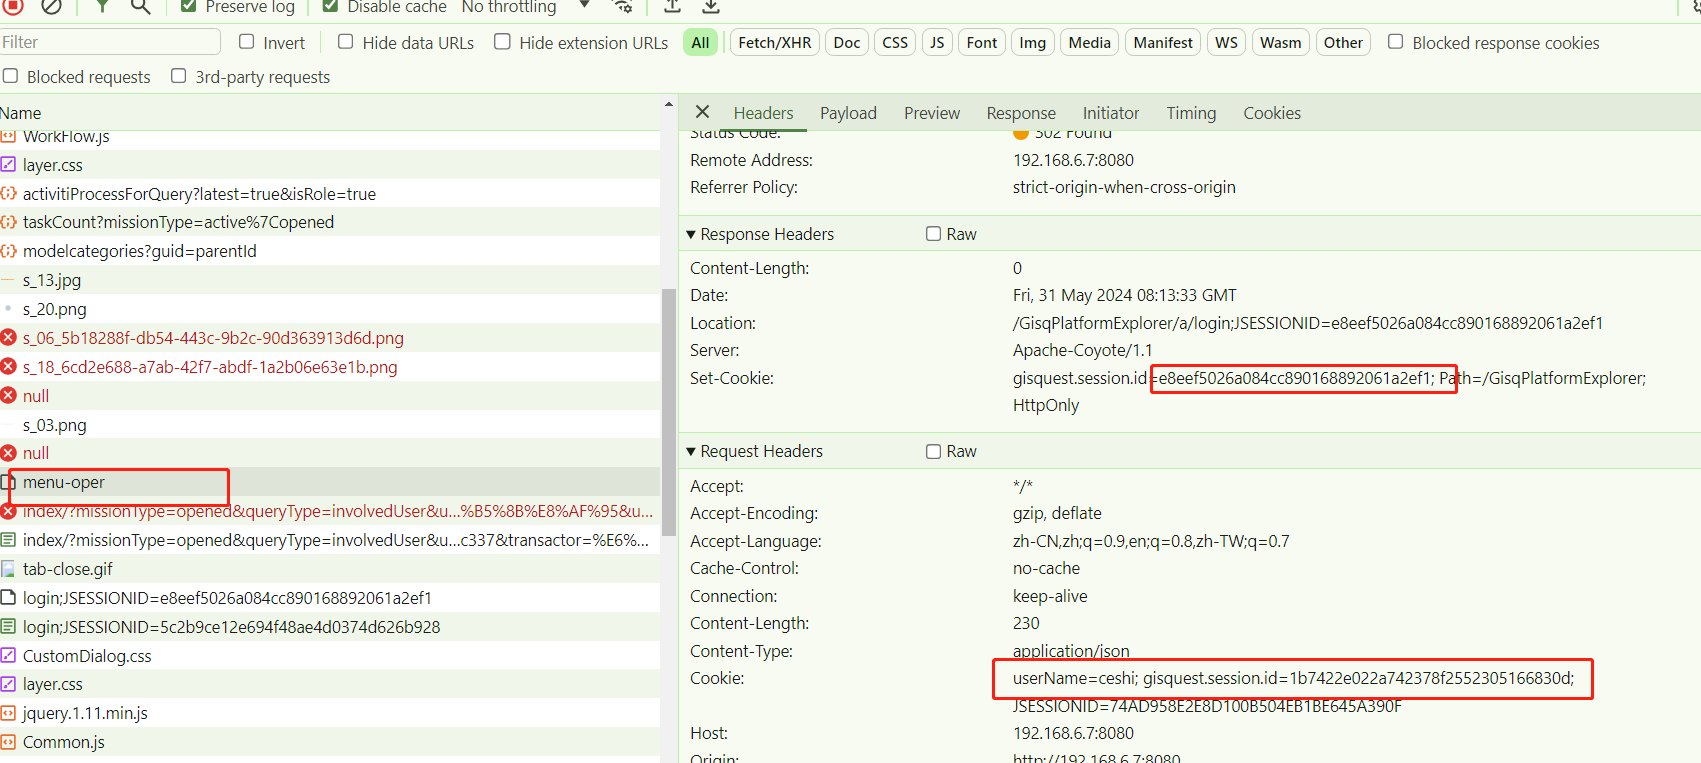 Preserve log Disable cache No throttling
Filter Invert Hide data URLs Hide extension URLs All Fetch/XHR Doc CSS JS Font Img Media Manifest WS Wasm Other Blocked response cookies
Blocked requests 3rd-party requests
Name
WorkFlow.js
layer.css
activitiProcessForQuery?latest=true&isRole=true
taskCount?missionType=active%7Copened
modelcategories?guid=parentId
s_13.jpg
s_20.png
s_06_5b18288f-db54-443c-9b2c-90d363913d6d.png
s_18_6cd2e688-a7ab-42f7-abdf-1a2b06e63e1b.png
null
s_03.png
null
menu-oper
index/?missionType=opened&queryType=involvedUser&u...%B5%8B%E8%AF%95&u...
index/?missionType=opened&queryType=involvedUser&u...c337&transactor=%E6%...
tab-close.gif
login;JSESSIONID=e8eef5026a084cc890168892061a2ef1
login;JSESSIONID=5c2b9ce12e694f48ae4d0374d626b928
CustomDialog.css
layer.css
jquery.1.11.min.js
Common.js
Headers Payload Preview Response Initiator Timing Cookies
Status Code: 302 Found
Remote Address: 192.168.6.7:8080
Referrer Policy: strict-origin-when-cross-origin
Response Headers Raw
Content-Length: 0
Date: Fri, 31 May 2024 08:13:33 GMT
Location: /GisqPlatformExplorer/a/login;JSESSIONID=e8eef5026a084cc890168892061a2ef1
Server: Apache-Coyote/1.1
Set-Cookie: gisquest.session.id=e8eef5026a084cc890168892061a2ef1; Path=/GisqPlatformExplorer;
HttpOnly
Request Headers Raw
Accept: */*
Accept-Encoding: gzip, deflate
Accept-Language: zh-CN,zh;q=0.9,en;q=0.8,zh-TW;q=0.7
Cache-Control: no-cache
Connection: keep-alive
Content-Length: 230
Content-Type: application/json
Cookie: userName=ceshi; gisquest.session.id=1b7422e022a742378f2552305166830d;
JSESSIONID=74AD958E2E8D100B504EB1BE645A390F
Host: 192.168.6.7:8080
Origin: http://192.168.6.7:8080